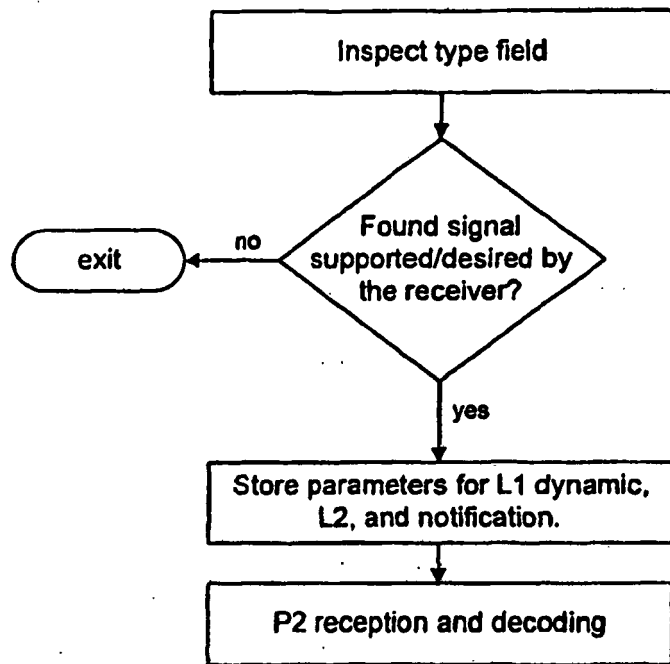 Inspect type field
Found signal
supported/desired by
the receiver?
no
exit
yes
Store parameters for L1 dynamic,
L2, and notification.
P2 reception and decoding